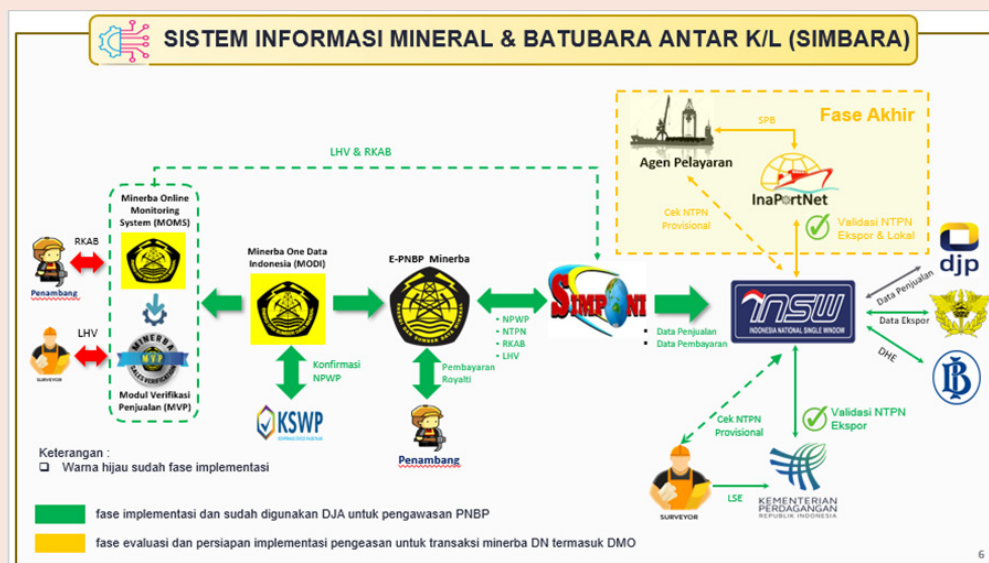 SISTEM INFORMASI MINERAL & BATUBARA ANTAR K/L (SIMBARA)
Fase Akhir
SPB
Agen Pelayaran
InaPortNet
Cek NTPN
Provisional
Validasi NTPN
Ekspor & Lokal
LHV & RKAB
Minerba Online
Monitoring
System (MOMS)
RKAB
Penambang
LHV
SURVEYOR
MINERBA
MVP
SALES VERIFICATION
Modul Verifikasi
Penjualan (MVP)
Minerba One Data
Indonesia (MODI)
Konfirmasi
NPWP
KSWP
E-PNBP Minerba
Pembayaran
Royalti
Penambang
NPWP
NTPN
RKAB
LHV
SIMPONI
Data Penjualan
Data Pembayaran
INSW
INDONESIA NATIONAL SINGLE WINDOW
Data Penjualan
djp
Data Ekspor
DHE
Cek NTPN
Provisional
Validasi NTPN
Ekspor
SURVEYOR
LSE
KEMENTERIAN
PERDAGANGAN
REPUBLIK INDONESIA
Keterangan :
Warna hijau sudah fase implementasi
fase implementasi dan sudah digunakan DJA untuk pengawasan PNBP
fase evaluasi dan persiapan implementasi pengeasan untuk transaksi minerba DN termasuk DMO
6